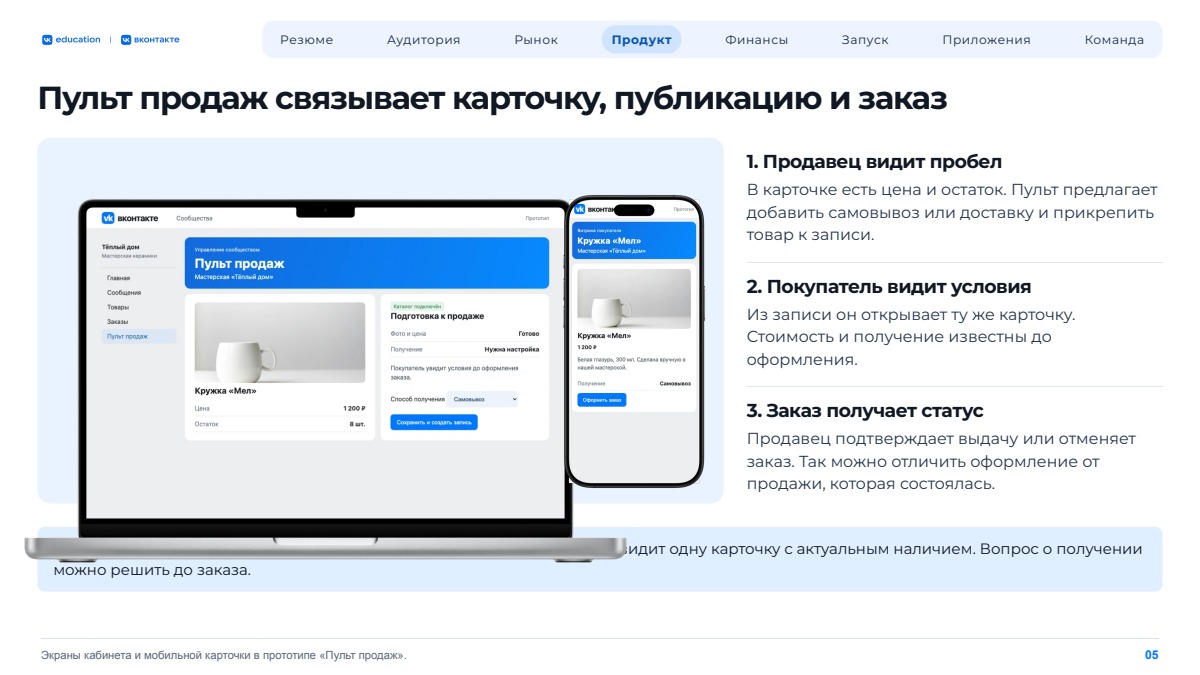 education | вконтакте
Резюме Аудитория Рынок Продукт Финансы Запуск Приложения Команда
Пульт продаж связывает карточку, публикацию и заказ
вконтакте Сообщества Прототип
Тёплый дом
Мастерская керамики
Главная
Сообщения
Товары
Заказы
Пульт продаж
Управление сообществом
Пульт продаж
Мастерская «Тёплый дом»
Кружка «Мел»
Цена 1 200 ₽
Остаток 8 шт.
Каталог подключён
Подготовка к продаже
Фото и цена Готово
Получение Нужна настройка
Покупатель увидит условия до оформления
заказа.
Способ получения Самовывоз
Сохранить и создать запись
Прототип
Витрина покупателя
Кружка «Мел»
Мастерская «Тёплый дом»
Кружка «Мел»
1 200 ₽
Белая глазурь, 300 мл. Сделана вручную в
нашей мастерской.
Получение Самовывоз
Оформить заказ
1. Продавец видит пробел
В карточке есть цена и остаток. Пульт предлагает
добавить самовывоз или доставку и прикрепить
товар к записи.
2. Покупатель видит условия
Из записи он открывает ту же карточку.
Стоимость и получение известны до
оформления.
3. Заказ получает статус
Продавец подтверждает выдачу или отменяет
заказ. Так можно отличить оформление от
продажи, которая состоялась.
видит одну карточку с актуальным наличием. Вопрос о получении
можно решить до заказа.
Экраны кабинета и мобильной карточки в прототипе «Пульт продаж».
05